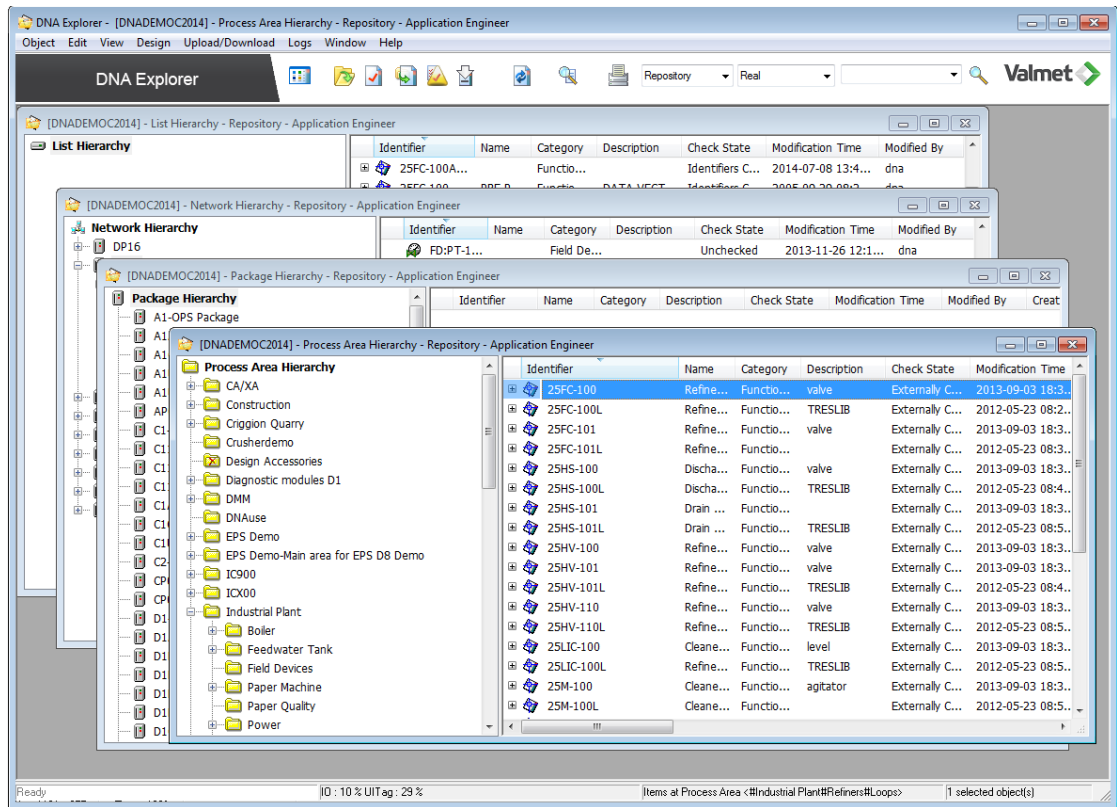 DNA Explorer - [DNADEMOC2014] - Process Area Hierarchy - Repository - Application Engineer
Object Edit View Design Upload/Download Logs Window Help
DNA Explorer Repository Real Valmet
[DNADEMOC2014] - List Hierarchy - Repository - Application Engineer
List Hierarchy Identifier Name Category Description Check State Modification Time Modified By
25FC-100A... Functio... Identifiers C... 2014-07-08 13:4... dna
[DNADEMOC2014] - Network Hierarchy - Repository - Application Engineer
Network Hierarchy Identifier Name Category Description Check State Modification Time Modified By
DP16 FD:PT-1... Field De... Unchecked 2013-11-26 12:1... dna
[DNADEMOC2014] - Package Hierarchy - Repository - Application Engineer
Package Hierarchy Identifier Name Category Description Check State Modification Time Modified By Creat
A1-OPS Package
[DNADEMOC2014] - Process Area Hierarchy - Repository - Application Engineer
Process Area Hierarchy Identifier Name Category Description Check State Modification Time
CA/XA 25FC-100 Refine... Functio... valve Externally C... 2013-09-03 18:3...
Construction 25FC-100L Refine... Functio... TRESLIB Externally C... 2012-05-23 08:2...
Criggion Quarry 25FC-101 Refine... Functio... valve Externally C... 2013-09-03 18:3...
Crusherdemo 25FC-101L Refine... Functio... Externally C... 2012-05-23 08:3...
Design Accessories 25HS-100 Discha... Functio... valve Externally C... 2013-09-03 18:3...
Diagnostic modules D1 25HS-100L Discha... Functio... TRESLIB Externally C... 2012-05-23 08:4...
DMM 25HS-101 Drain ... Functio... Externally C... 2013-09-03 18:3...
DNAuse 25HS-101L Drain ... Functio... TRESLIB Externally C... 2012-05-23 08:5...
EPS Demo 25HV-100 Refine... Functio... valve Externally C... 2013-09-03 18:3...
EPS Demo-Main area for EPS D8 Demo 25HV-101 Refine... Functio... valve Externally C... 2013-09-03 18:3...
IC900 25HV-101L Refine... Functio... TRESLIB Externally C... 2012-05-23 08:4...
ICX00 25HV-110 Refine... Functio... valve Externally C... 2013-09-03 18:3...
Industrial Plant 25HV-110L Refine... Functio... TRESLIB Externally C... 2012-05-23 08:5...
Boiler 25LIC-100 Cleane... Functio... level Externally C... 2013-09-03 18:3...
Feedwater Tank 25LIC-100L Refine... Functio... TRESLIB Externally C... 2012-05-23 08:5...
Field Devices 25M-100 Cleane... Functio... agitator Externally C... 2013-09-03 18:3...
Paper Machine 25M-100L Cleane... Functio... Externally C... 2012-05-23 08:5...
Paper Quality
Power
Ready IO : 10 % UITag : 29 % Items at Process Area <#Industrial Plant#Refiners#Loops> 1 selected object(s)